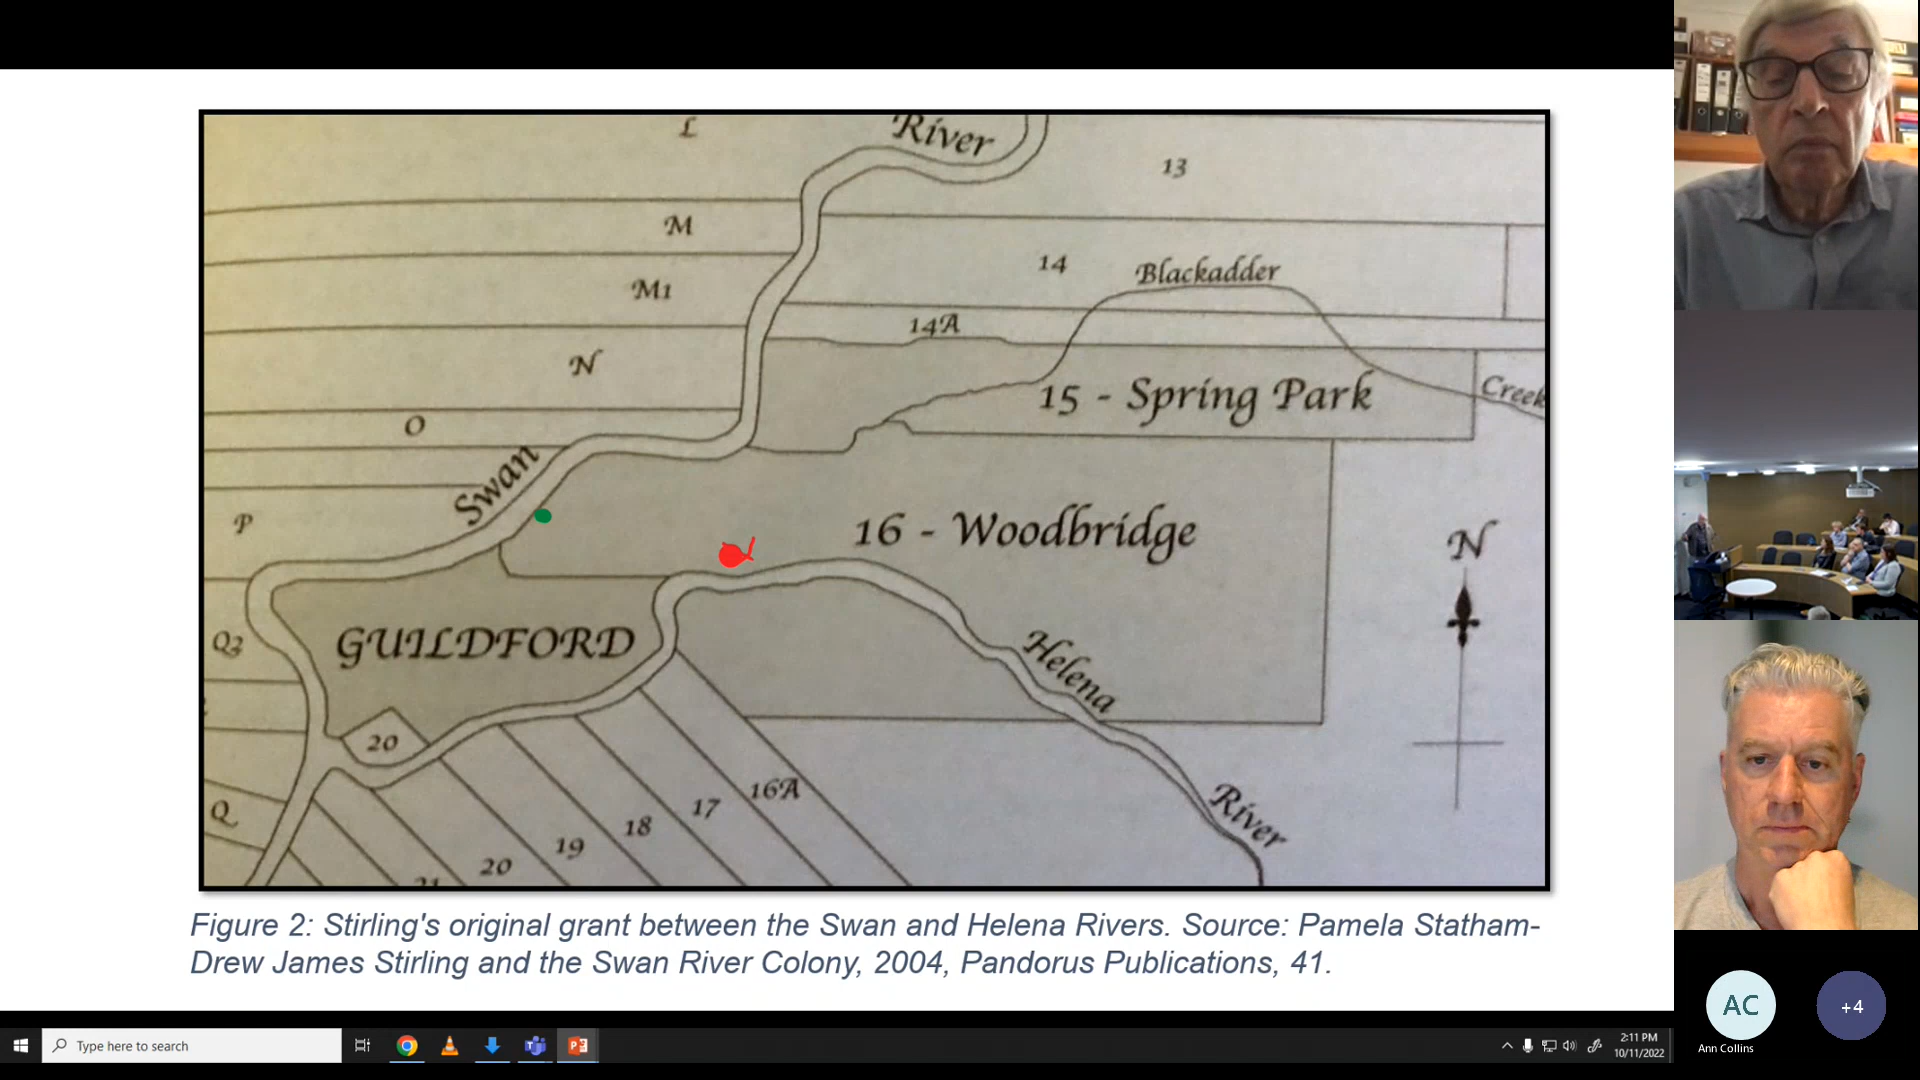 L
River
13
M
14
Blackadder
M1
14A
N
15 - Spring Park
Creek
O
Swan
P
16 - Woodbridge
N
GUILDFORD
Q2
Helena
20
16A
River
Q
17
18
19
20
21
Figure 2: Stirling's original grant between the Swan and Helena Rivers. Source: Pamela Statham-
Drew James Stirling and the Swan River Colony, 2004, Pandorus Publications, 41.
AC
+4
Ann Collins
Type here to search
2:11 PM
10/11/2022